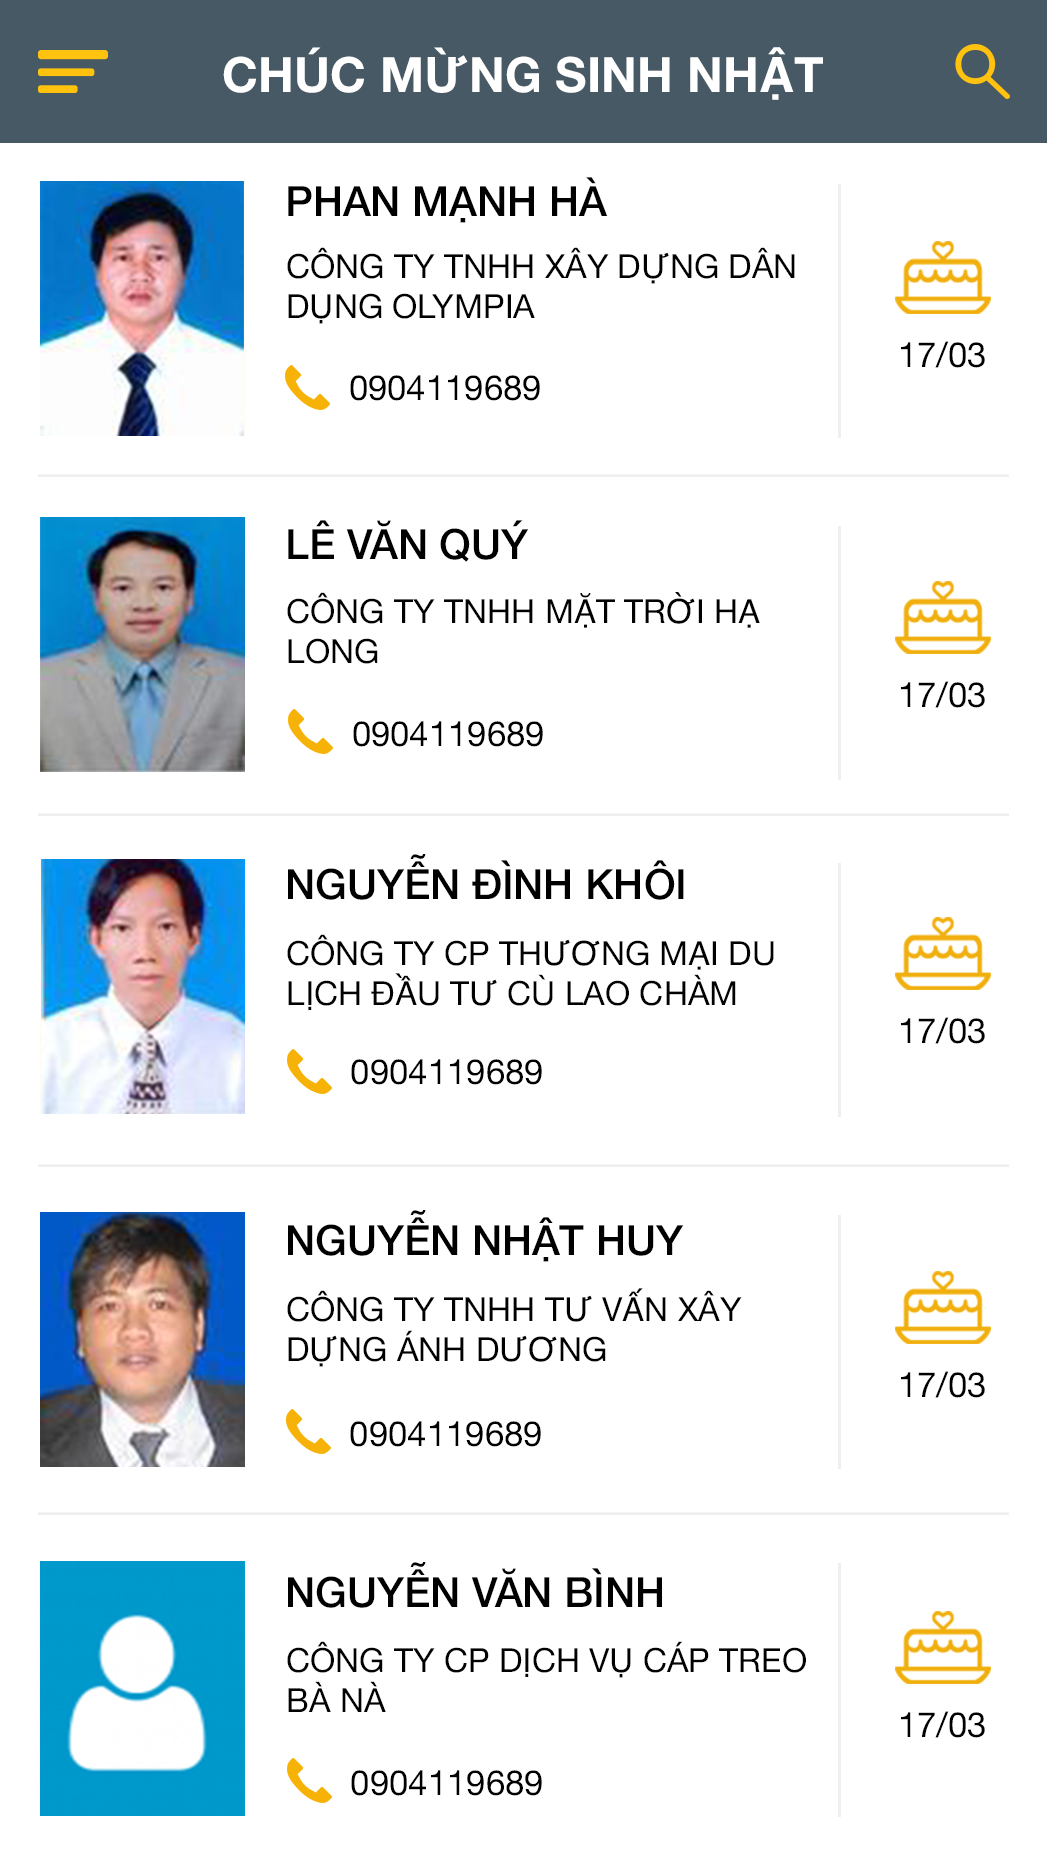 CHÚC MỪNG SINH NHẬT
PHAN MẠNH HÀ
CÔNG TY TNHH XÂY DỰNG DÂN
DỤNG OLYMPIA
0904119689
17/03
LÊ VĂN QUÝ
CÔNG TY TNHH MẶT TRỜI HẠ
LONG
0904119689
17/03
NGUYỄN ĐÌNH KHÔI
CÔNG TY CP THƯƠNG MẠI DU
LỊCH ĐẦU TƯ CÙ LAO CHÀM
0904119689
17/03
NGUYỄN NHẬT HUY
CÔNG TY TNHH TƯ VẤN XÂY
DỰNG ÁNH DƯƠNG
0904119689
17/03
NGUYỄN VĂN BÌNH
CÔNG TY CP DỊCH VỤ CÁP TREO
BÀ NÀ
0904119689
17/03